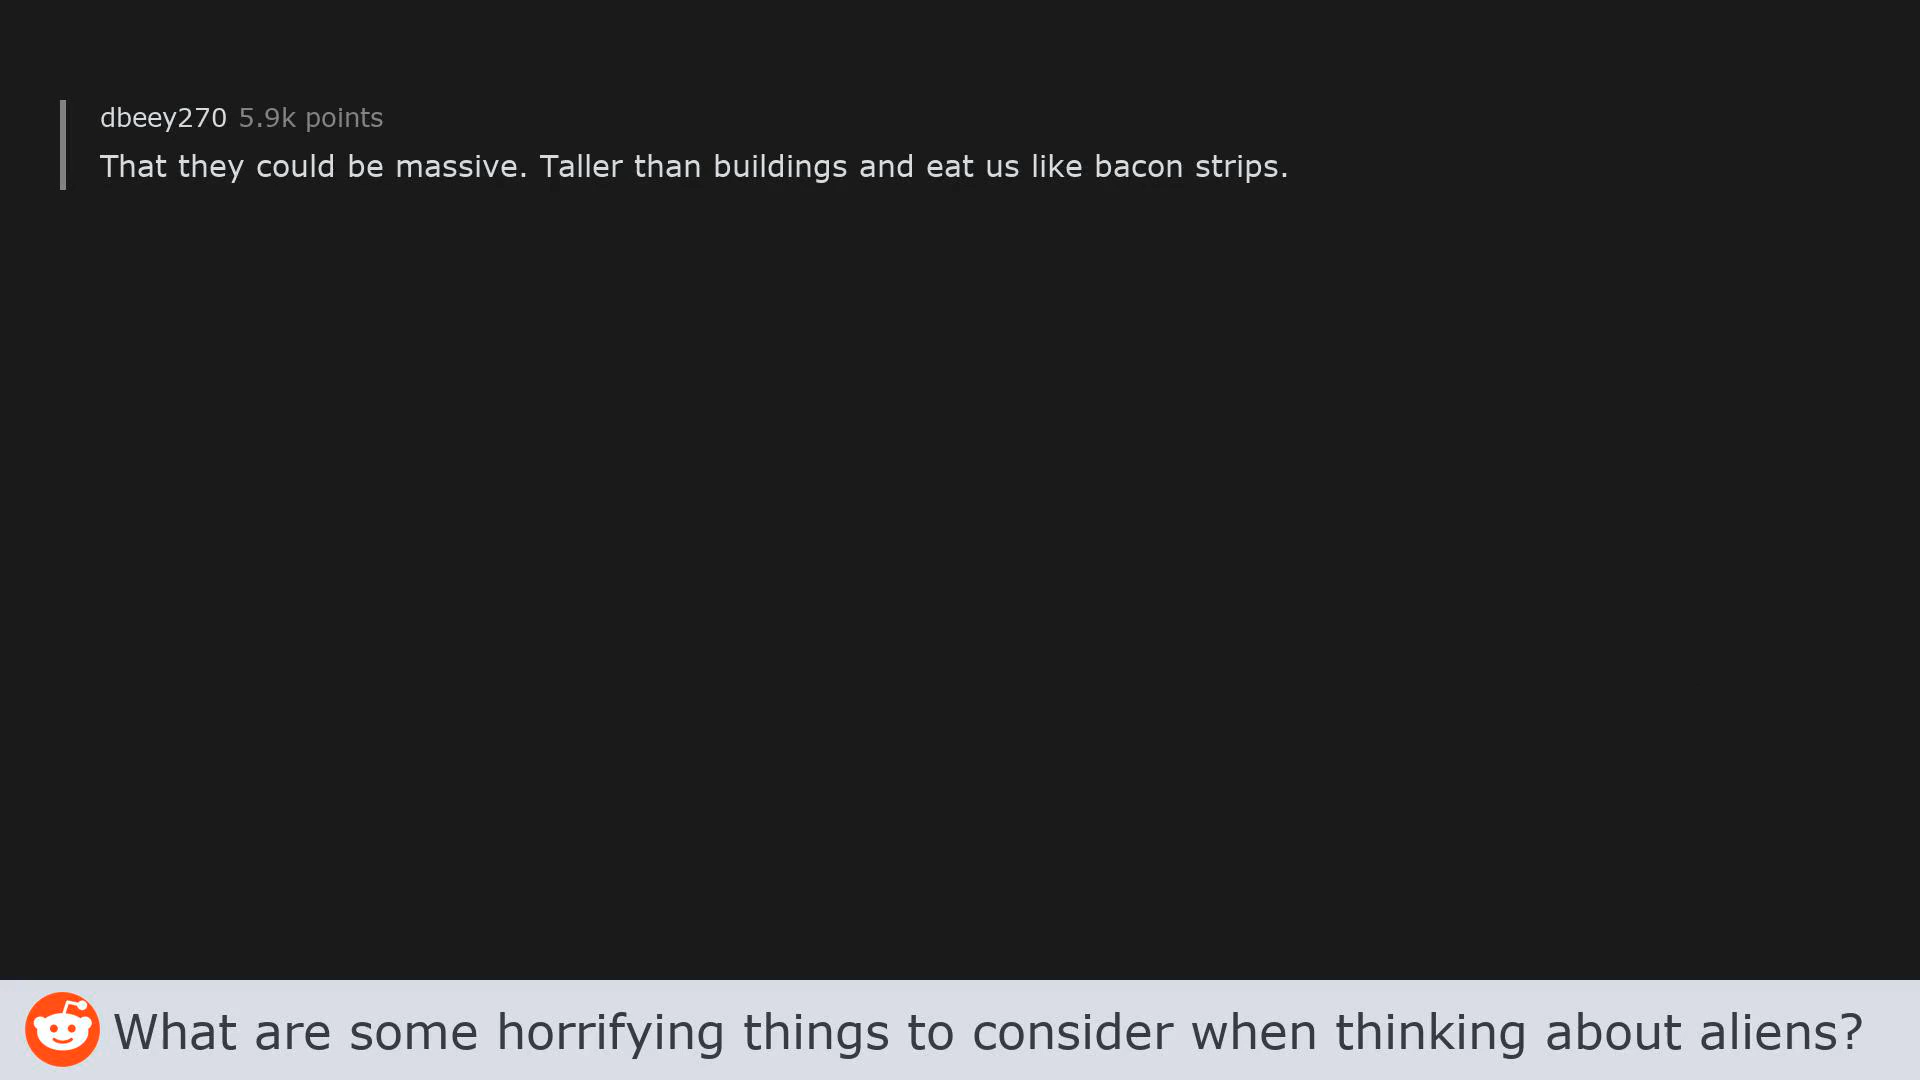 dbeey270 5.9k points
That they could be massive. Taller than buildings and eat us like bacon strips.
What are some horrifying things to consider when thinking about aliens?